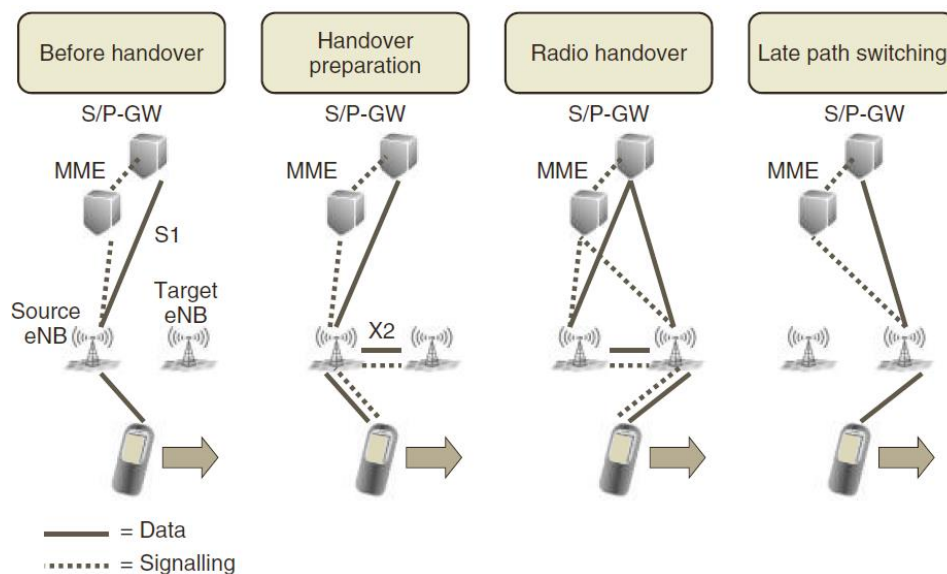 Before handover
Handover
preparation
Radio handover
Late path switching
S/P-GW
S/P-GW
S/P-GW
S/P-GW
MME
MME
MME
MME
S1
Source
eNB
Target
eNB
X2
= Data
= Signalling